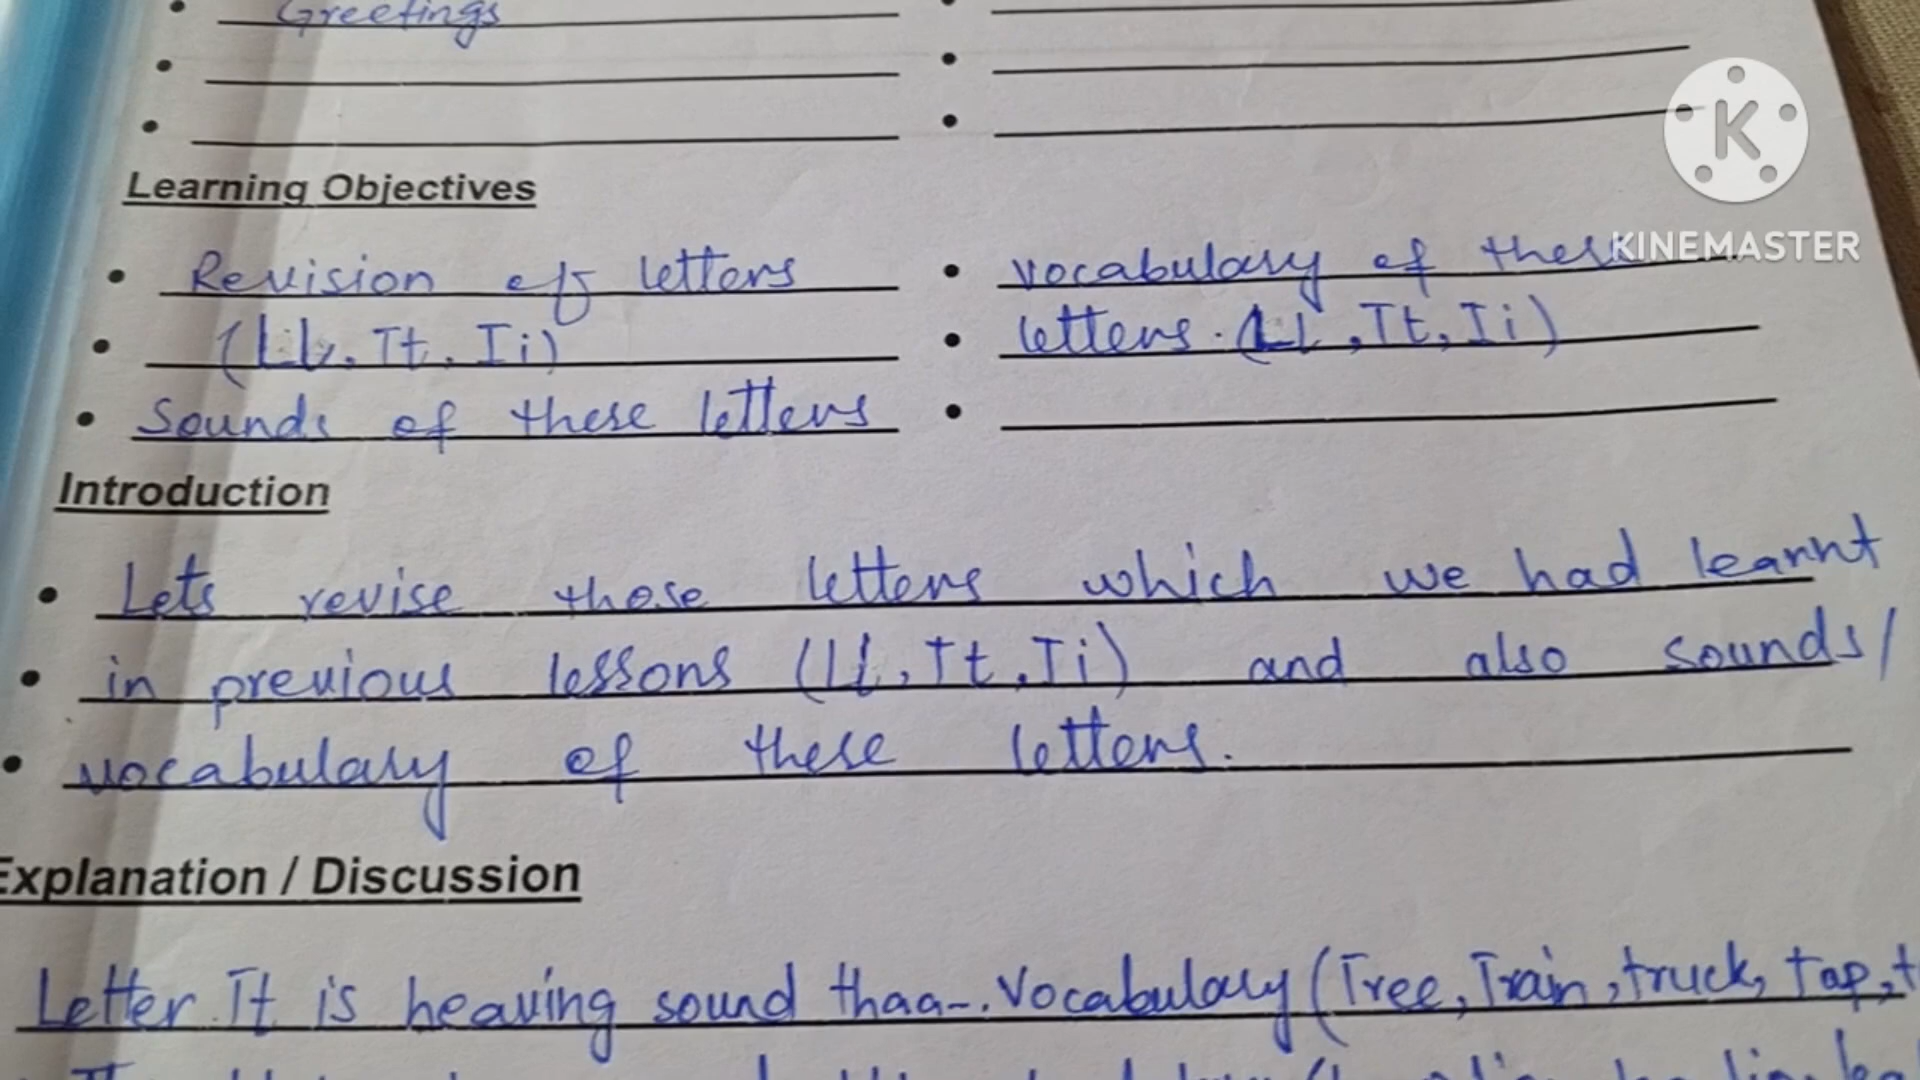 Greetings
Learning Objectives
Revision of letters
(Ll, Tt, Ii)
Sounds of these letters
vocabulary of these
letters. (Ll, Tt, Ii)
K
KINEMASTER
Introduction
Lets revise those letters which we had learnt
in previous lessons (Ll, Tt, Ii) and also sounds/
vocabulary of these letters.
Explanation / Discussion
Letter Tt is heaving sound thaa-. Vocabulary (Tree, Train, truck, Tap,